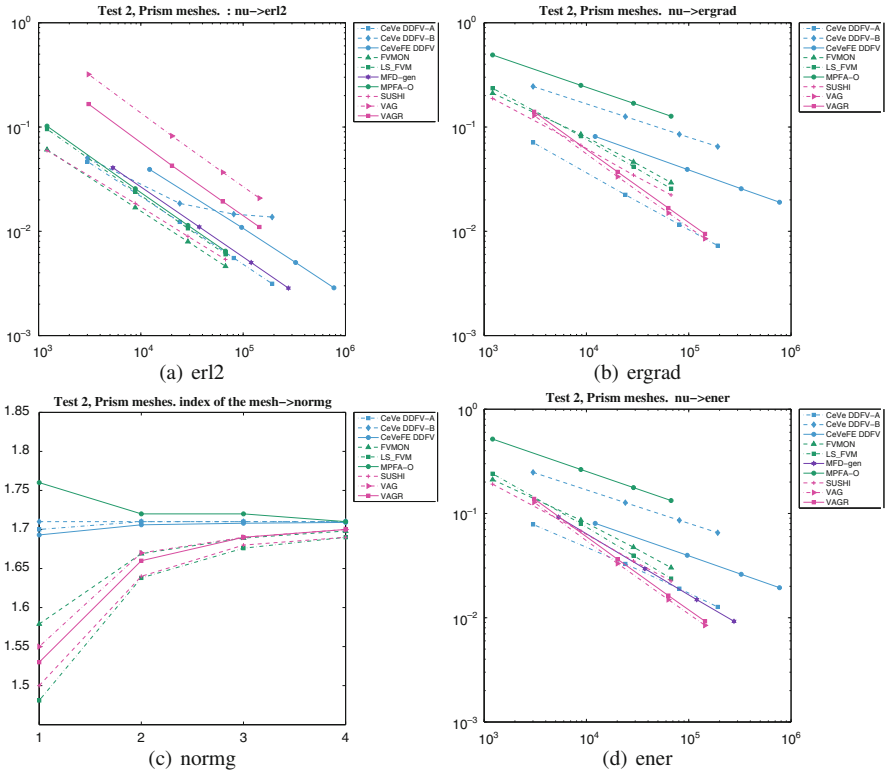 Test 2, Prism meshes. : nu->erl2
10^0
10^-1
10^-2
10^-3
10^3 10^4 10^5 10^6
CeVe DDFV-A
CeVe DDFV-B
CeVeFE DDFV
FVMON
LS_FVM
MFD-gen
MPFA-O
SUSHI
VAG
VAGR
(a) erl2
Test 2, Prism meshes. nu->ergrad
10^0
10^-1
10^-2
10^-3
10^3 10^4 10^5 10^6
CeVe DDFV-A
CeVe DDFV-B
CeVeFE DDFV
FVMON
LS_FVM
MPFA-O
SUSHI
VAG
VAGR
(b) ergrad
Test 2, Prism meshes. index of the mesh->normg
1.85
1.8
1.75
1.7
1.65
1.6
1.55
1.5
1 2 3 4
CeVe DDFV-A
CeVe DDFV-B
CeVeFE DDFV
FVMON
LS_FVM
MPFA-O
SUSHI
VAG
VAGR
(c) normg
Test 2, Prism meshes. nu->ener
10^0
10^-1
10^-2
10^-3
10^3 10^4 10^5 10^6
CeVe DDFV-A
CeVe DDFV-B
CeVeFE DDFV
FVMON
LS_FVM
MFD-gen
MPFA-O
SUSHI
VAG
VAGR
(d) ener